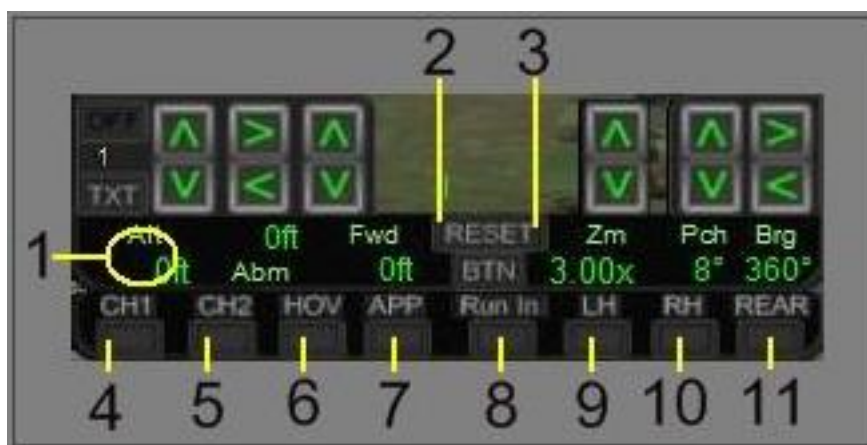 2 3
OFF
1
TXT
Alt 0ft Fwd RESET Zm Pch Brg
1 0ft Abm 0ft BTN 3.00x 8° 360°
CH1 CH2 HOV APP Run In LH RH REAR
4 5 6 7 8 9 10 11